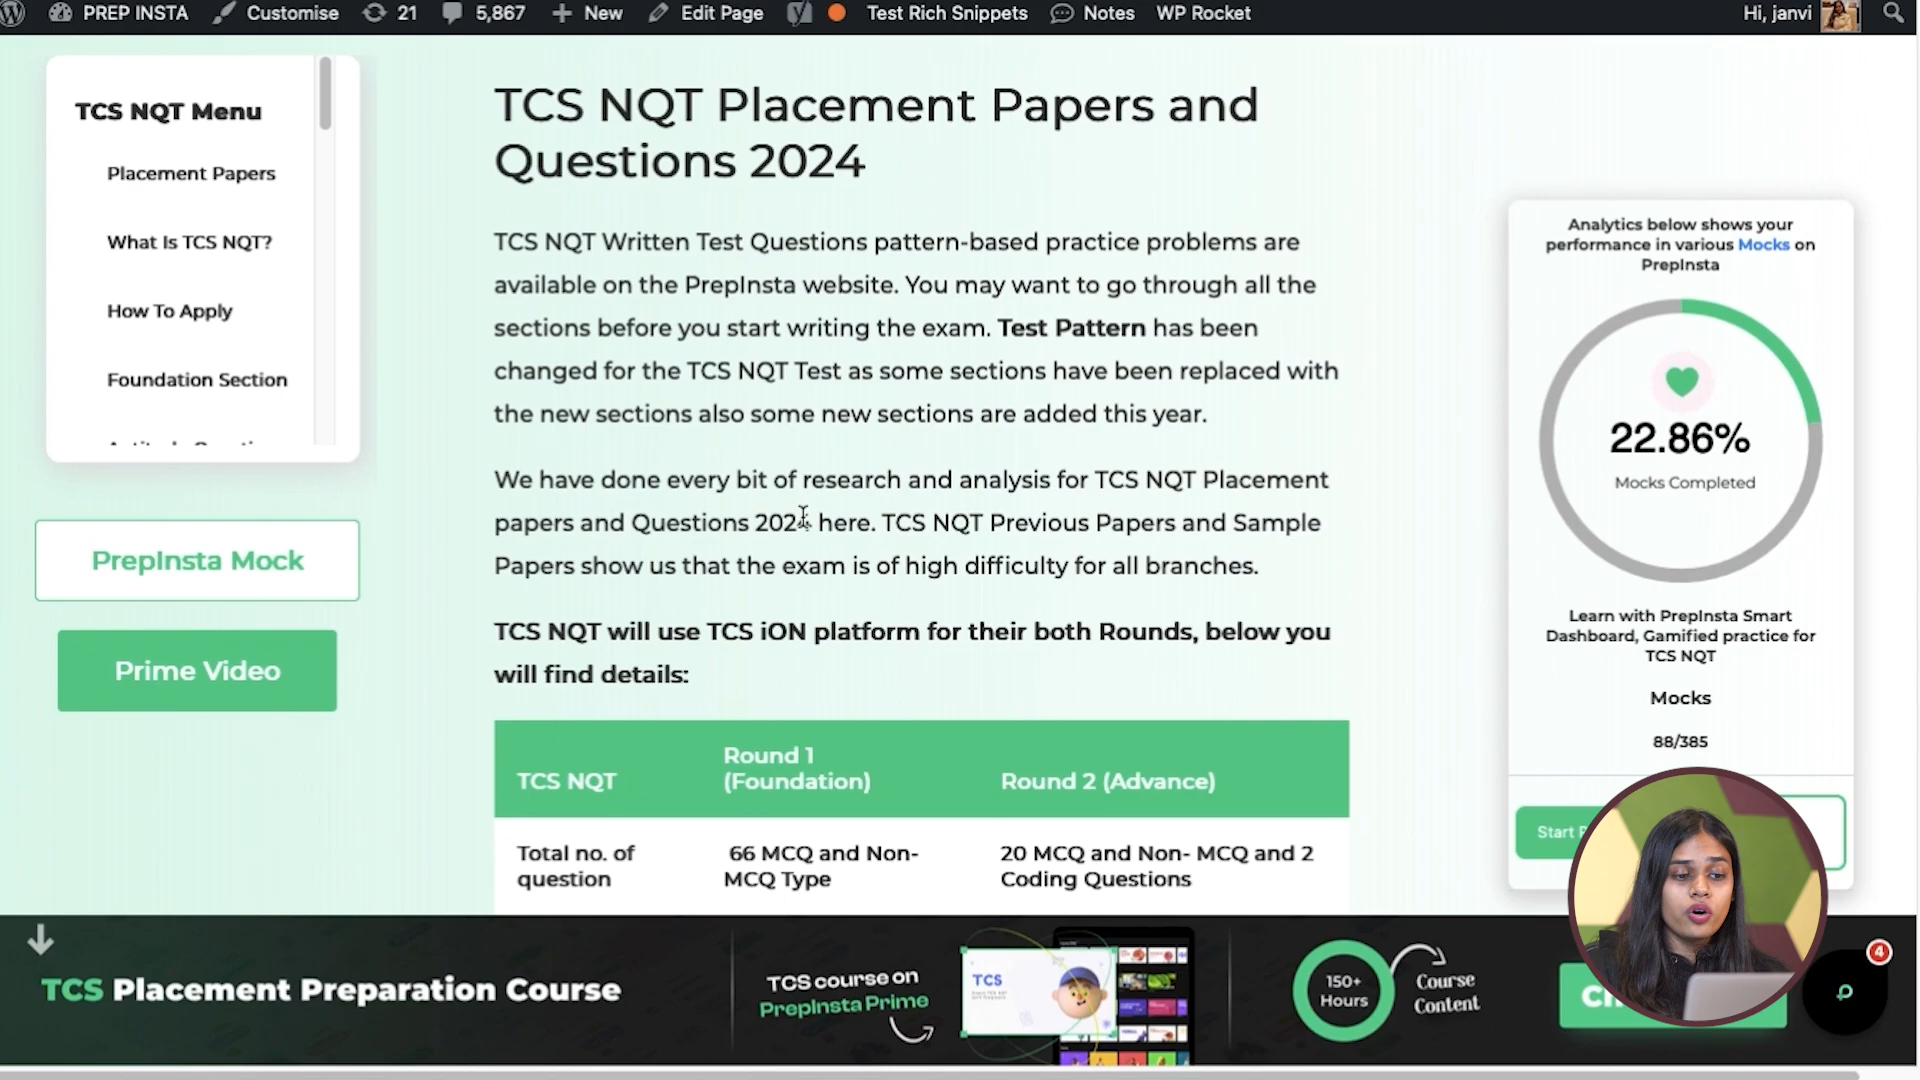 PREP INSTA Customise 21 5,867 New Edit Page Test Rich Snippets Notes WP Rocket Hi, janvi
TCS NQT Menu
Placement Papers
What Is TCS NQT?
How To Apply
Foundation Section
PrepInsta Mock
Prime Video
TCS NQT Placement Papers and
Questions 2024
TCS NQT Written Test Questions pattern-based practice problems are
available on the PrepInsta website. You may want to go through all the
sections before you start writing the exam. Test Pattern has been
changed for the TCS NQT Test as some sections have been replaced with
the new sections also some new sections are added this year.
We have done every bit of research and analysis for TCS NQT Placement
papers and Questions 2024 here. TCS NQT Previous Papers and Sample
Papers show us that the exam is of high difficulty for all branches.
TCS NQT will use TCS iON platform for their both Rounds, below you
will find details:
TCS NQT
Round 1
(Foundation)
Round 2 (Advance)
Total no. of
question
66 MCQ and Non-
MCQ Type
20 MCQ and Non- MCQ and 2
Coding Questions
Analytics below shows your
performance in various Mocks on
PrepInsta
22.86%
Mocks Completed
Learn with PrepInsta Smart
Dashboard, Gamified practice for
TCS NQT
Mocks
88/385
Start
TCS Placement Preparation Course
TCS course on
PrepInsta Prime
TCS
150+
Hours
Course
Content
4